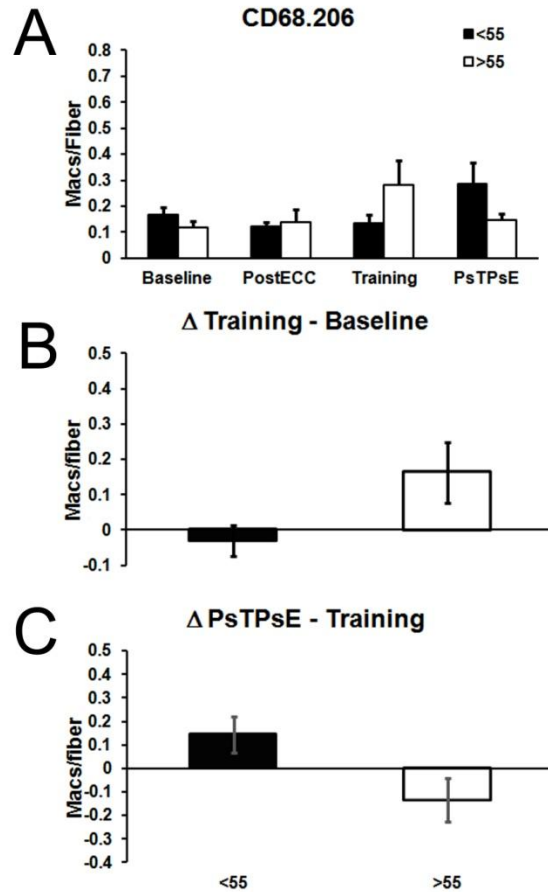 A
CD68.206
<55
>55
Macs/Fiber
0.8
0.7
0.6
0.5
0.4
0.3
0.2
0.1
0
Baseline PostECC Training PsTPsE
B
Δ Training - Baseline
Macs/fiber
0.5
0.4
0.3
0.2
0.1
0
-0.1
C
Δ PsTPsE - Training
Macs/fiber
0.5
0.4
0.3
0.2
0.1
0
-0.1
-0.2
-0.3
-0.4
<55 >55